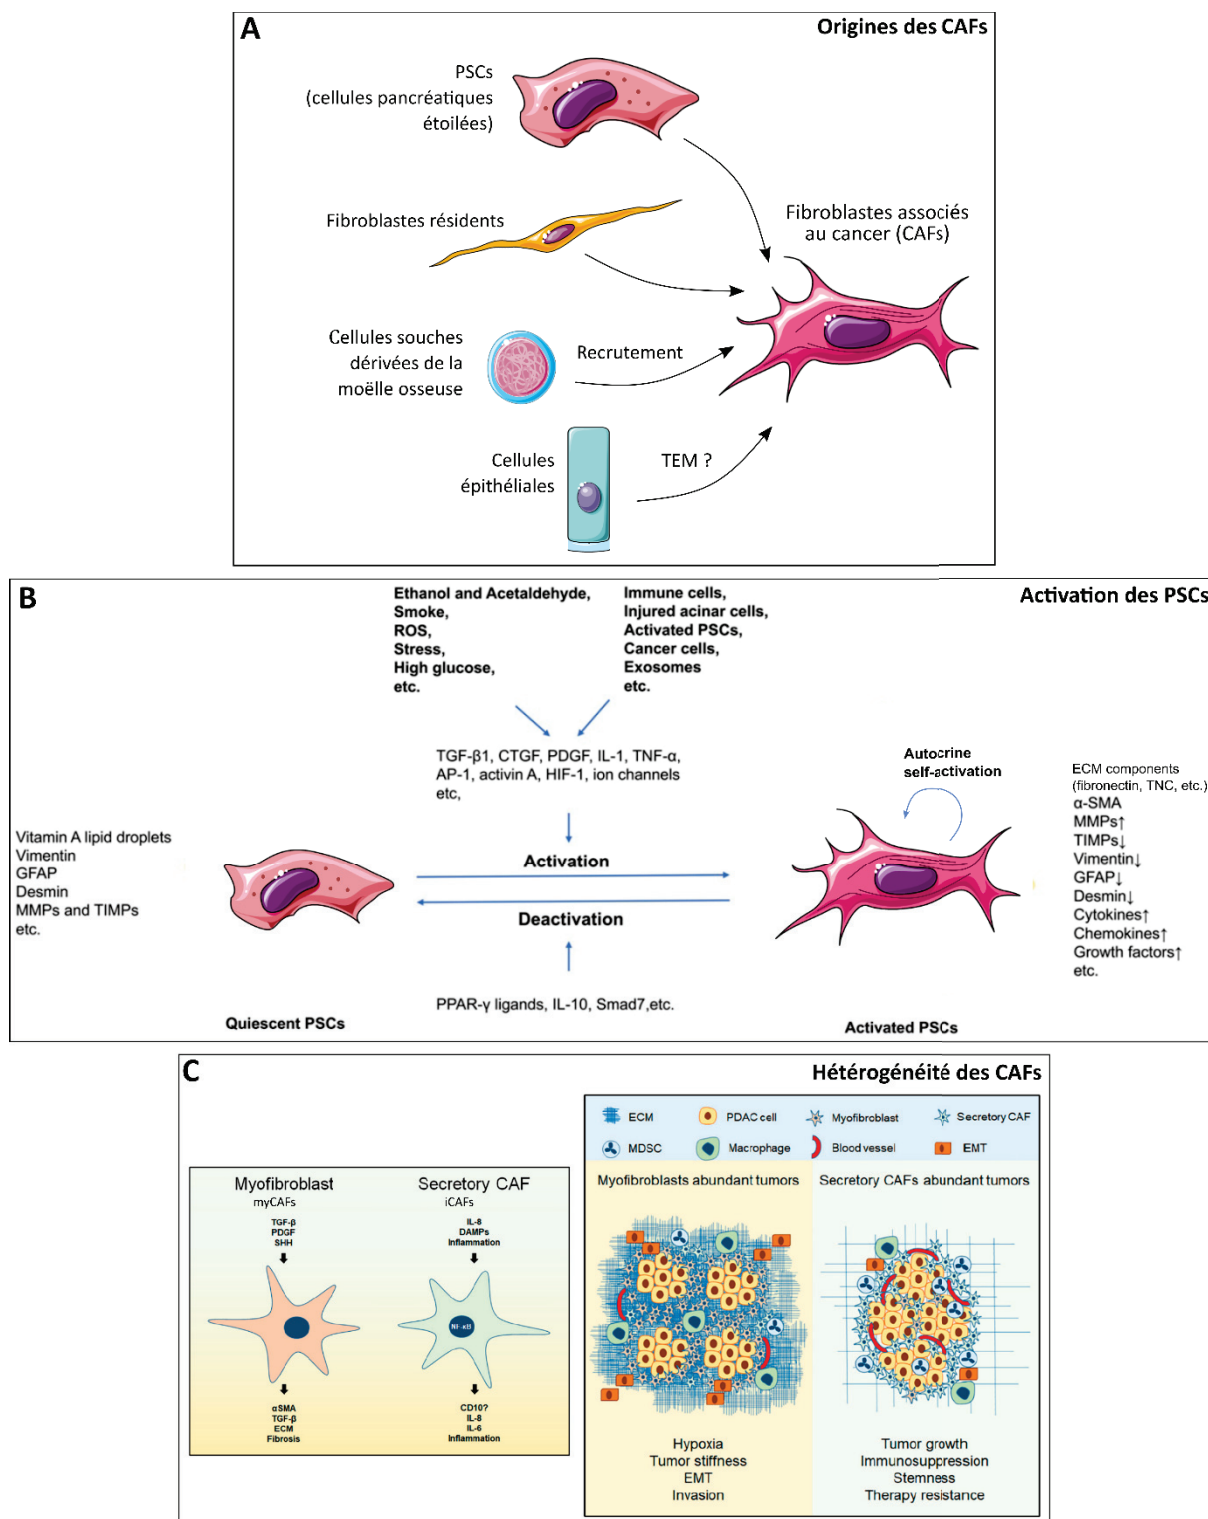 A
Origines des CAFs
PSCs
(cellules pancréatiques
étoilées)
Fibroblastes résidents
Fibroblastes associés
au cancer (CAFs)
Cellules souches
dérivées de la
moëlle osseuse
Recrutement
Cellules
épithéliales
TEM ?
B
Activation des PSCs
Ethanol and Acetaldehyde,
Smoke,
ROS,
Stress,
High glucose,
etc.
Immune cells,
Injured acinar cells,
Activated PSCs,
Cancer cells,
Exosomes
etc.
TGF-β1, CTGF, PDGF, IL-1, TNF-α,
AP-1, activin A, HIF-1, ion channels
etc,
Autocrine
self-activation
ECM components
(fibronectin, TNC, etc.)
α-SMA
MMPs↑
TIMPs↓
Vimentin↓
GFAP↓
Desmin↓
Cytokines↑
Chemokines↑
Growth factors↑
etc.
Vitamin A lipid droplets
Vimentin
GFAP
Desmin
MMPs and TIMPs
etc.
Activation
Deactivation
PPAR-γ ligands, IL-10, Smad7,etc.
Quiescent PSCs
Activated PSCs
C
Hétérogénéité des CAFs
Myofibroblast
myCAFs
TGF-β
PDGF
SHH
αSMA
TGF-β
ECM
Fibrosis
Secretory CAF
iCAFs
IL-8
DAMPs
Inflammation
NF-κB
CD10?
IL-8
IL-6
Inflammation
ECM
PDAC cell
Myofibroblast
Secretory CAF
MDSC
Macrophage
Blood vessel
EMT
Myofibroblasts abundant tumors
Hypoxia
Tumor stiffness
EMT
Invasion
Secretory CAFs abundant tumors
Tumor growth
Immunosuppression
Stemness
Therapy resistance